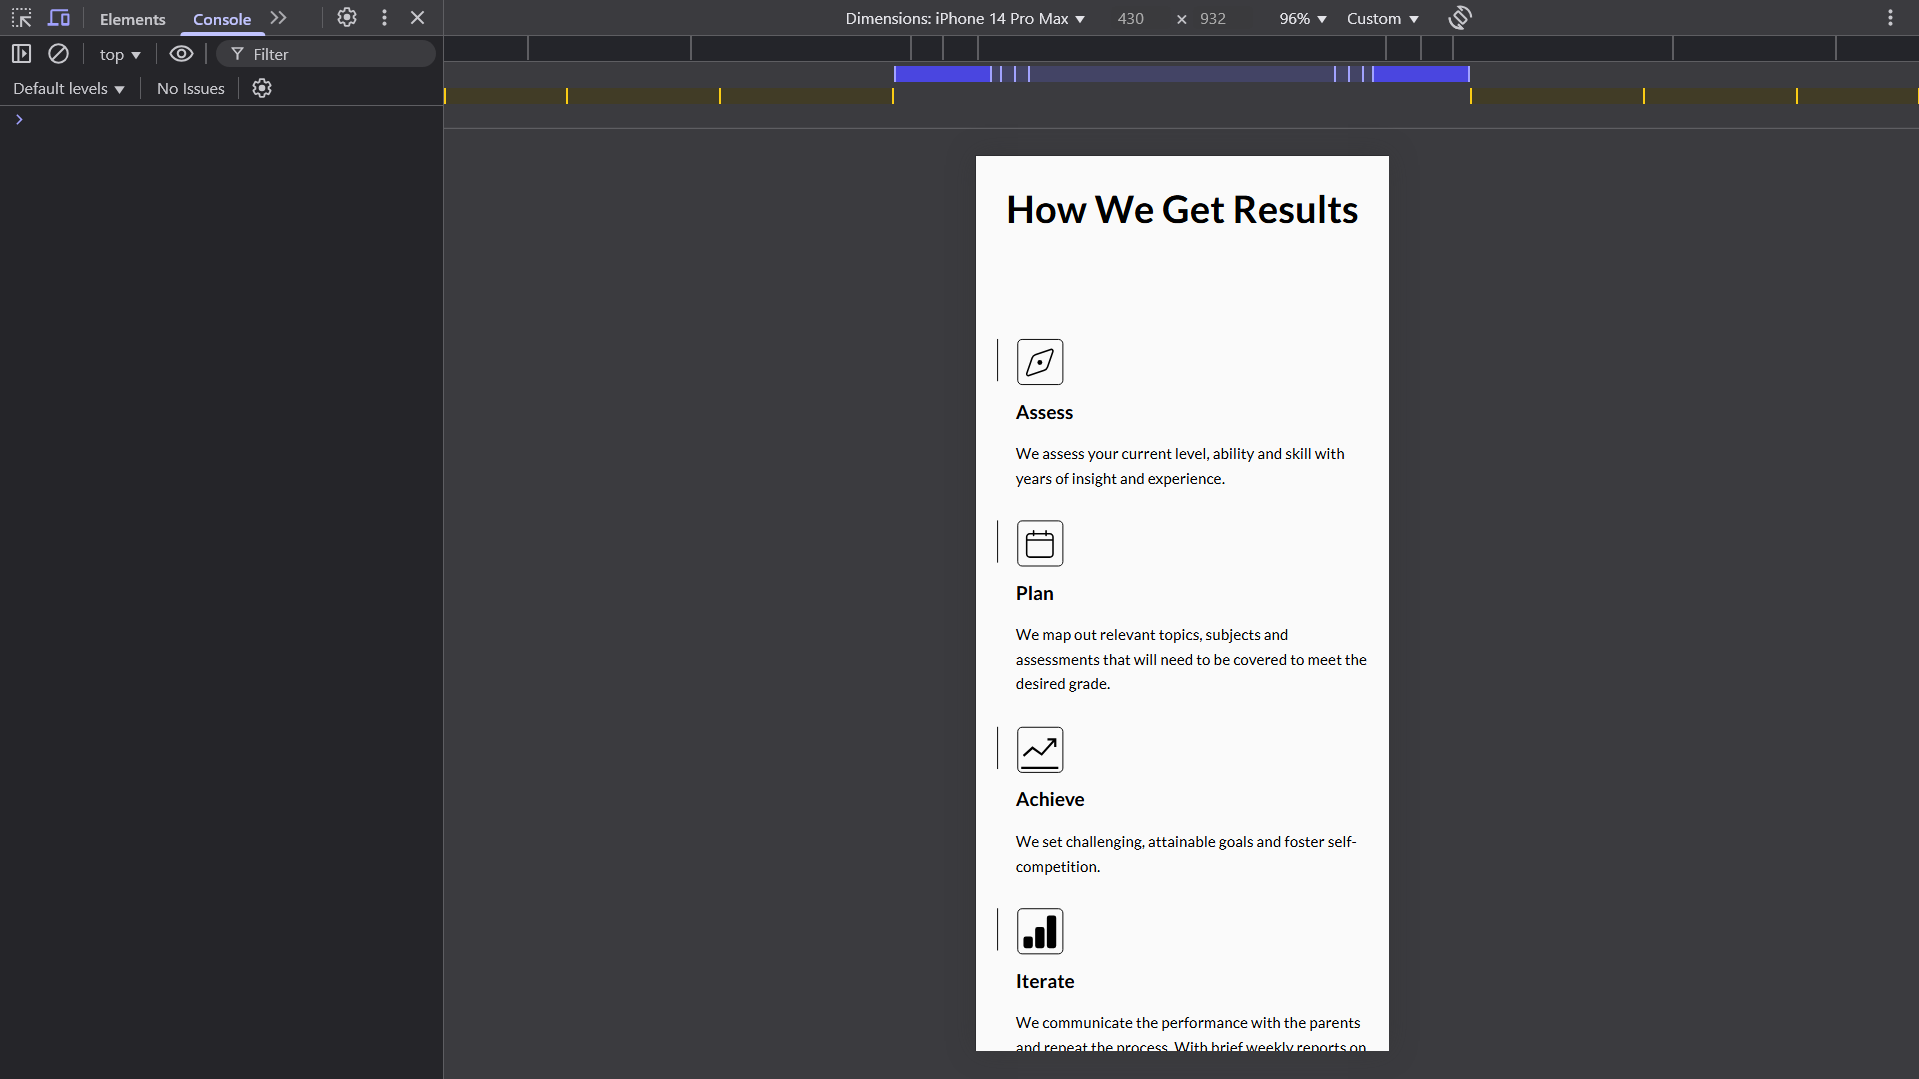 Elements
Console
Dimensions: iPhone 14 Pro Max
430 × 932
96%
Custom
top
Filter
Default levels
No Issues
How We Get Results
Assess
We assess your current level, ability and skill with
years of insight and experience.
Plan
We map out relevant topics, subjects and
assessments that will need to be covered to meet the
desired grade.
Achieve
We set challenging, attainable goals and foster self-
competition.
Iterate
We communicate the performance with the parents
and repeat the process. With brief weekly reports on